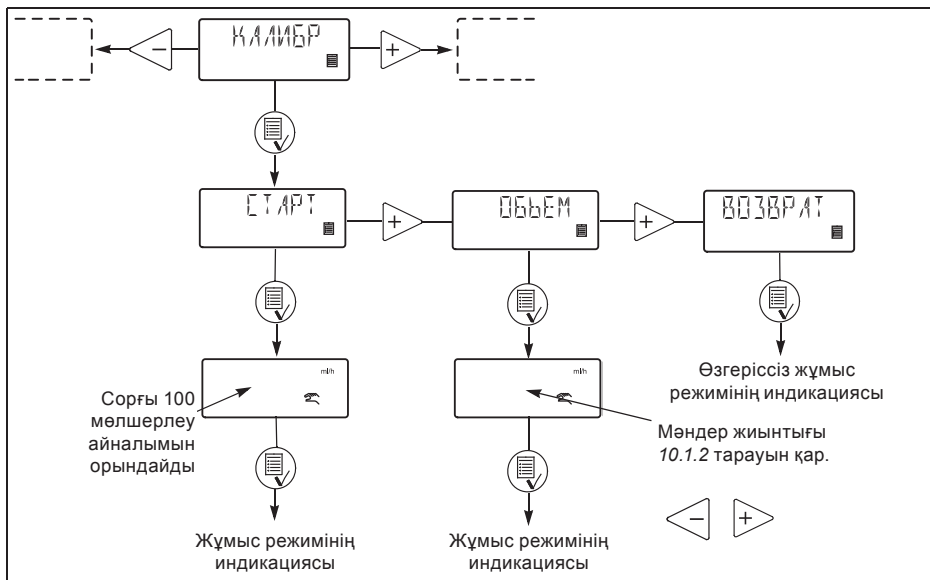 КАЛИБР
СТАРТ
ОБЬЕМ
ВОЗВРАТ
ml/h
ml/h
Сорғы 100
мөлшерлеу
айналымын
орындайды
Өзгеріссіз жұмыс
режимінің индикациясы
Мәндер жиынтығы
10.1.2 тарауын қар.
Жұмыс режимінің
индикациясы
Жұмыс режимінің
индикациясы